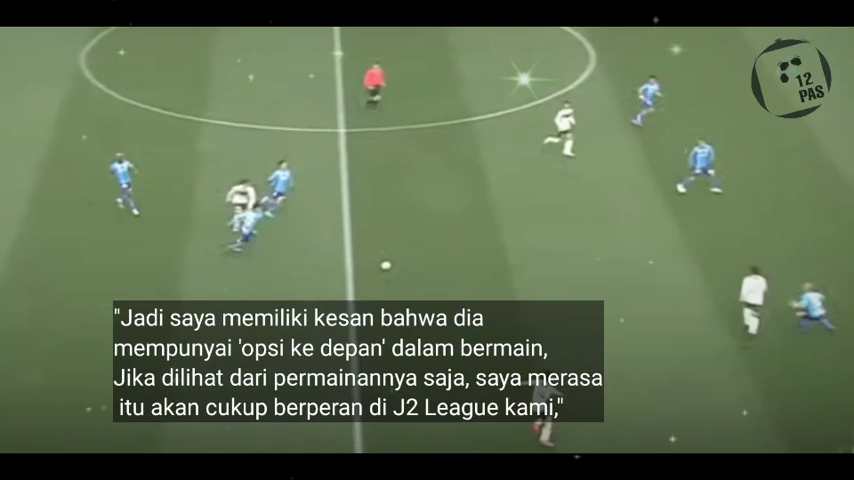 12
PAS
"Jadi saya memiliki kesan bahwa dia
mempunyai 'opsi ke depan' dalam bermain,
Jika dilihat dari permainannya saja, saya merasa
itu akan cukup berperan di J2 League kami,"